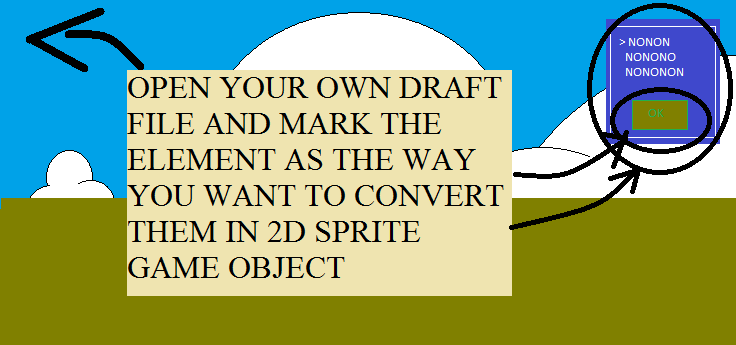 OPEN YOUR OWN DRAFT
FILE AND MARK THE
ELEMENT AS THE WAY
YOU WANT TO CONVERT
THEM IN 2D SPRITE
GAME OBJECT
> NONON
NONONO
NONONON
OK